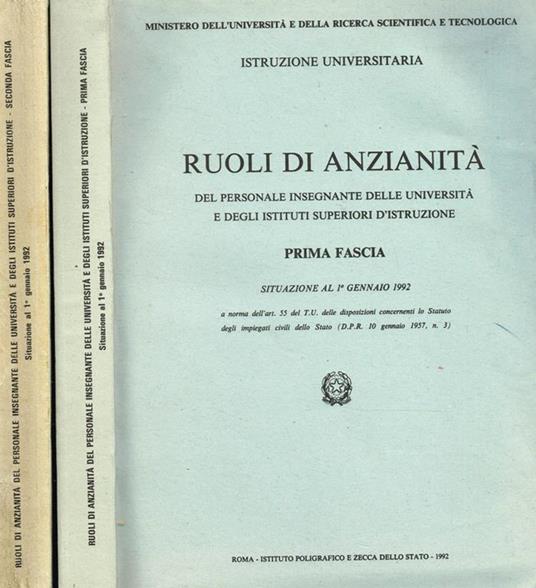 RUOLI DI ANZIANITÀ DEL PERSONALE INSEGNANTE DELLE UNIVERSITÀ E DEGLI ISTITUTI SUPERIORI D'ISTRUZIONE - SECONDA FASCIA
Situazione al 1° gennaio 1992
RUOLI DI ANZIANITÀ DEL PERSONALE INSEGNANTE DELLE UNIVERSITÀ E DEGLI ISTITUTI SUPERIORI D'ISTRUZIONE - PRIMA FASCIA
Situazione al 1° gennaio 1992
MINISTERO DELL'UNIVERSITÀ E DELLA RICERCA SCIENTIFICA E TECNOLOGICA
ISTRUZIONE UNIVERSITARIA
RUOLI DI ANZIANITÀ
DEL PERSONALE INSEGNANTE DELLE UNIVERSITÀ
E DEGLI ISTITUTI SUPERIORI D'ISTRUZIONE
PRIMA FASCIA
SITUAZIONE AL 1° GENNAIO 1992
a norma dell'art. 55 del T.U. delle disposizioni concernenti lo Statuto
degli impiegati civili dello Stato (D.P.R. 10 gennaio 1957, n. 3)
ROMA - ISTITUTO POLIGRAFICO E ZECCA DELLO STATO - 1992